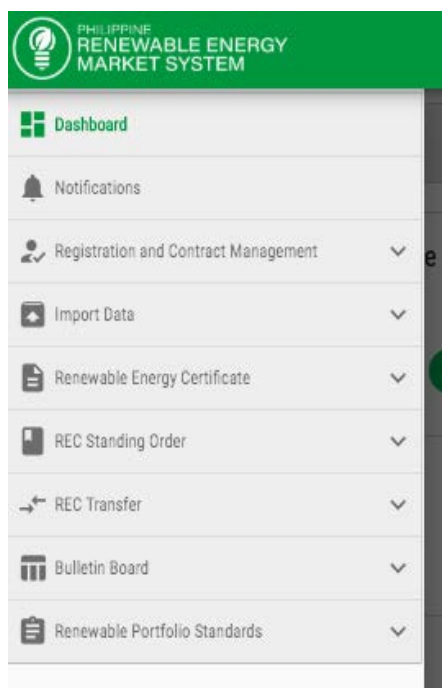 PHILIPPINE
RENEWABLE ENERGY
MARKET SYSTEM
Dashboard
Notifications
Registration and Contract Management
e
Import Data
Renewable Energy Certificate
REC Standing Order
REC Transfer
Bulletin Board
Renewable Portfolio Standards